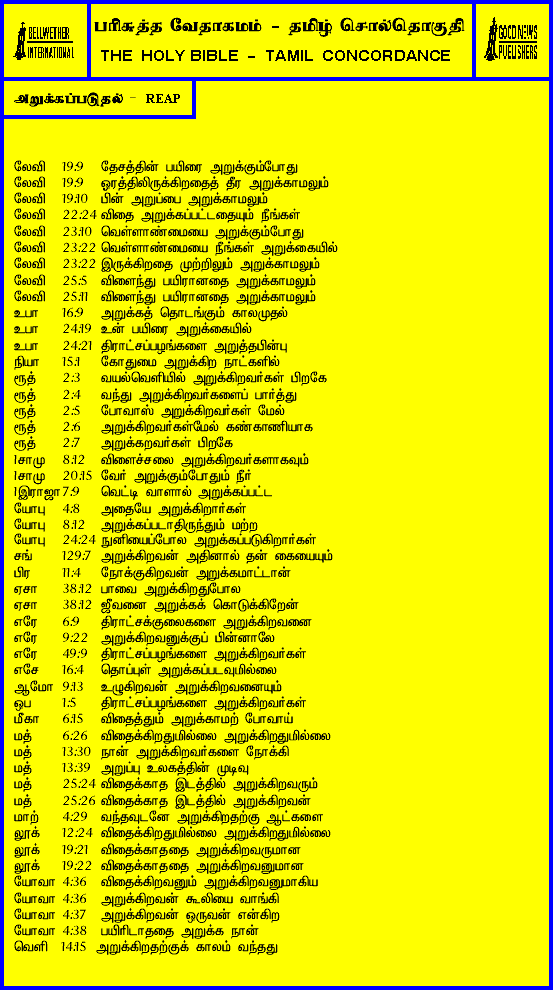 BELLWETHER
INTERNATIONAL
பரிசுத்த வேதாகமம் - தமிழ் சொல்தொகுதி
THE HOLY BIBLE - TAMIL CONCORDANCE
GOOD NEWS
PUBLISHERS
அறுக்கப்படுதல் - REAP
லேவி 19:9 தேசத்தின் பயிரை அறுக்கும்போது
லேவி 19:9 ஓரத்திலிருக்கிறதைத் தீர அறுக்காமலும்
லேவி 19:10 பின் அறுப்பை அறுக்காமலும்
லேவி 22:24 விதை அறுக்கப்பட்டதையும் நீங்கள்
லேவி 23:10 வெள்ளாண்மையை அறுக்கும்போது
லேவி 23:22 வெள்ளாண்மையை நீங்கள் அறுக்கையில்
லேவி 23:22 இருக்கிறதை முற்றிலும் அறுக்காமலும்
லேவி 25:5 விளைந்து பயிரானதை அறுக்காமலும்
லேவி 25:11 விளைந்து பயிரானதை அறுக்காமலும்
உபா 16:9 அறுக்கத் தொடங்கும் காலமுதல்
உபா 24:19 உன் பயிரை அறுக்கையில்
உபா 24:21 திராட்சப்பழங்களை அறுத்தபின்பு
நியா 15:1 கோதுமை அறுக்கிற நாட்களில்
ரூத் 2:3 வயல்வெளியில் அறுக்கிறவர்கள் பிறகே
ரூத் 2:4 வந்து அறுக்கிறவர்களைப் பார்த்து
ரூத் 2:5 போவாஸ் அறுக்கிறவர்கள் மேல்
ரூத் 2:6 அறுக்கிறவர்கள்மேல் கண்காணியாக
ரூத் 2:7 அறுக்கறவர்கள் பிறகே
1சாமு 8:12 விளைச்சலை அறுக்கிறவர்களாகவும்
1சாமு 20:15 வேர் அறுக்கும்போதும் நீர்
1இராஜா 7:9 வெட்டி வாளால் அறுக்கப்பட்ட
யோபு 4:8 அதையே அறுக்கிறார்கள்
யோபு 8:12 அறுக்கப்படாதிருந்தும் மற்ற
யோபு 24:24 நுனியைப்போல அறுக்கப்படுகிறார்கள்
சங் 129:7 அறுக்கிறவன் அதினால் தன் கையையும்
பிர 11:4 நோக்குகிறவன் அறுக்கமாட்டான்
ஏசா 38:12 பாவை அறுக்கிறதுபோல
ஏசா 38:12 ஜீவனை அறுக்கக் கொடுக்கிறேன்
எரே 6:9 திராட்சக்குலைகளை அறுக்கிறவனை
எரே 9:22 அறுக்கிறவனுக்குப் பின்னாலே
எரே 49:9 திராட்சப்பழங்களை அறுக்கிறவர்கள்
எசே 16:4 தொப்புள் அறுக்கப்படவுமில்லை
ஆமோ 9:13 உழுகிறவன் அறுக்கிறவனையும்
ஒப 1:5 திராட்சப்பழங்களை அறுக்கிறவர்கள்
மீகா 6:15 விதைத்தும் அறுக்காமற் போவாய்
மத் 6:26 விதைக்கிறதுமில்லை அறுக்கிறதுமில்லை
மத் 13:30 நான் அறுக்கிறவர்களை நோக்கி
மத் 13:39 அறுப்பு உலகத்தின் முடிவு
மத் 25:24 விதைக்காத இடத்தில் அறுக்கிறவரும்
மத் 25:26 விதைக்காத இடத்தில் அறுக்கிறவன்
மாற் 4:29 வந்தவுடனே அறுக்கிறதற்கு ஆட்களை
லூக் 12:24 விதைக்கிறதுமில்லை அறுக்கிறதுமில்லை
லூக் 19:21 விதைக்காததை அறுக்கிறவருமான
லூக் 19:22 விதைக்காததை அறுக்கிறவனுமான
யோவா 4:36 விதைக்கிறவனும் அறுக்கிறவனுமாகிய
யோவா 4:36 அறுக்கிறவன் கூலியை வாங்கி
யோவா 4:37 அறுக்கிறவன் ஒருவன் என்கிற
யோவா 4:38 பயிரிடாததை அறுக்க நான்
வெளி 14:15 அறுக்கிறதற்குக் காலம் வந்தது